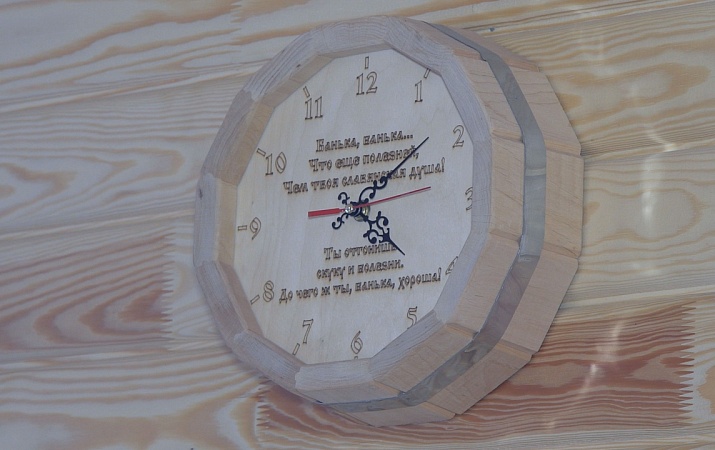 12
11
1
10
2
9
3
8
4
7
5
6
Банька, банька...
Что еще полезней,
Чем твоя славянская душа!
Ты отгонишь
скуку и болезни.
До чего ж ты, банька, хороша!